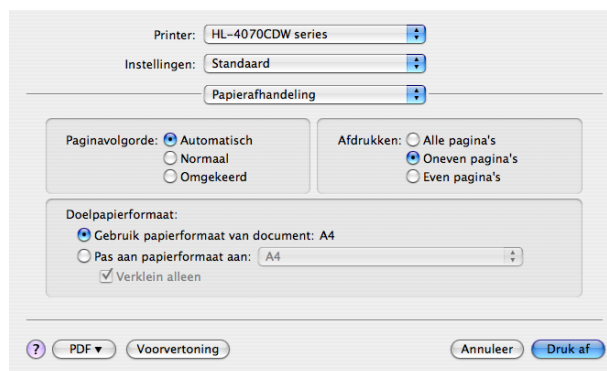 Printer: HL-4070CDW series
Instellingen: Standaard
Papierafhandeling
Paginavolgorde: Automatisch
Normaal
Omgekeerd
Afdrukken: Alle pagina's
Oneven pagina's
Even pagina's
Doelpapierformaat:
Gebruik papierformaat van document: A4
Pas aan papierformaat aan: A4
Verklein alleen
? PDF Voorvertoning Annuleer Druk af